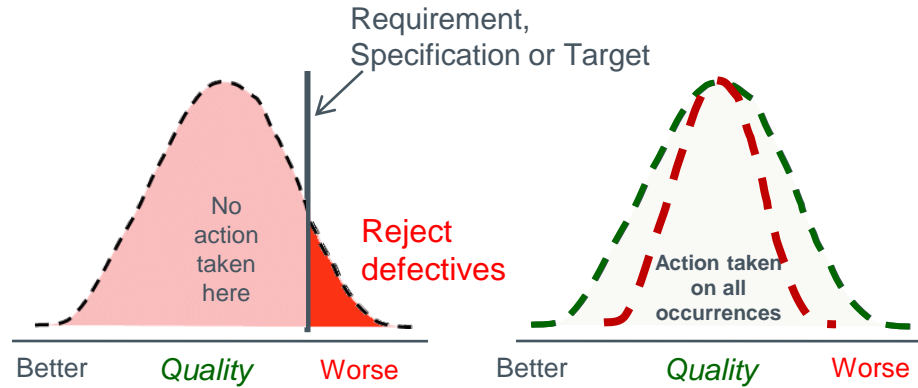 Requirement,
Specification or Target
No
action
taken
here
Reject
defectives
Better
Quality
Worse
Action taken
on all
occurrences
Better
Quality
Worse